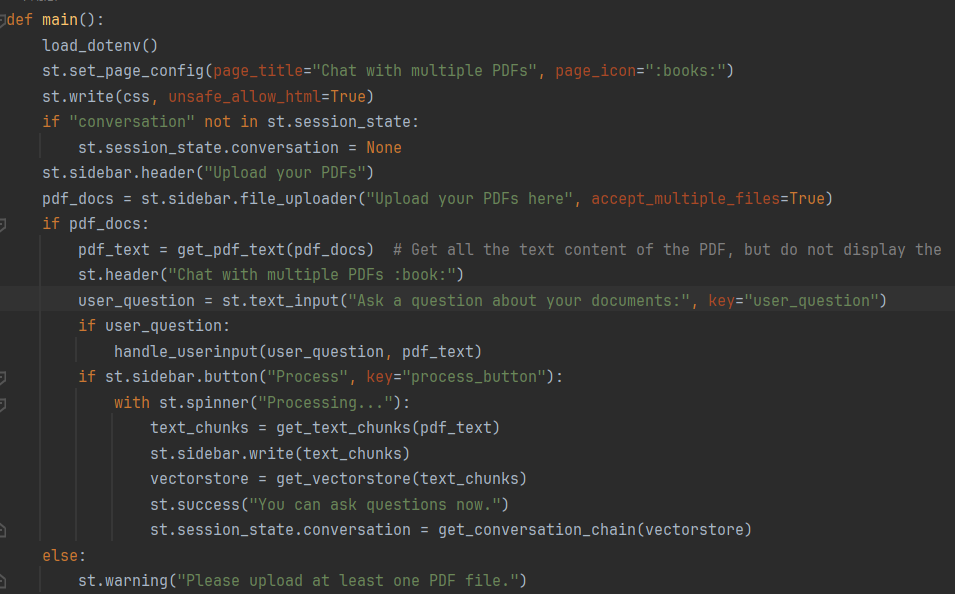 def main():
    load_dotenv()
    st.set_page_config(page_title="Chat with multiple PDFs", page_icon=":books:")
    st.write(css, unsafe_allow_html=True)
    if "conversation" not in st.session_state:
        st.session_state.conversation = None
    st.sidebar.header("Upload your PDFs")
    pdf_docs = st.sidebar.file_uploader("Upload your PDFs here", accept_multiple_files=True)
    if pdf_docs:
        pdf_text = get_pdf_text(pdf_docs)  # Get all the text content of the PDF, but do not display the
        st.header("Chat with multiple PDFs :book:")
        user_question = st.text_input("Ask a question about your documents:", key="user_question")
        if user_question:
            handle_userinput(user_question, pdf_text)
        if st.sidebar.button("Process", key="process_button"):
            with st.spinner("Processing..."):
                text_chunks = get_text_chunks(pdf_text)
                st.sidebar.write(text_chunks)
                vectorstore = get_vectorstore(text_chunks)
                st.success("You can ask questions now.")
                st.session_state.conversation = get_conversation_chain(vectorstore)
    else:
        st.warning("Please upload at least one PDF file.")